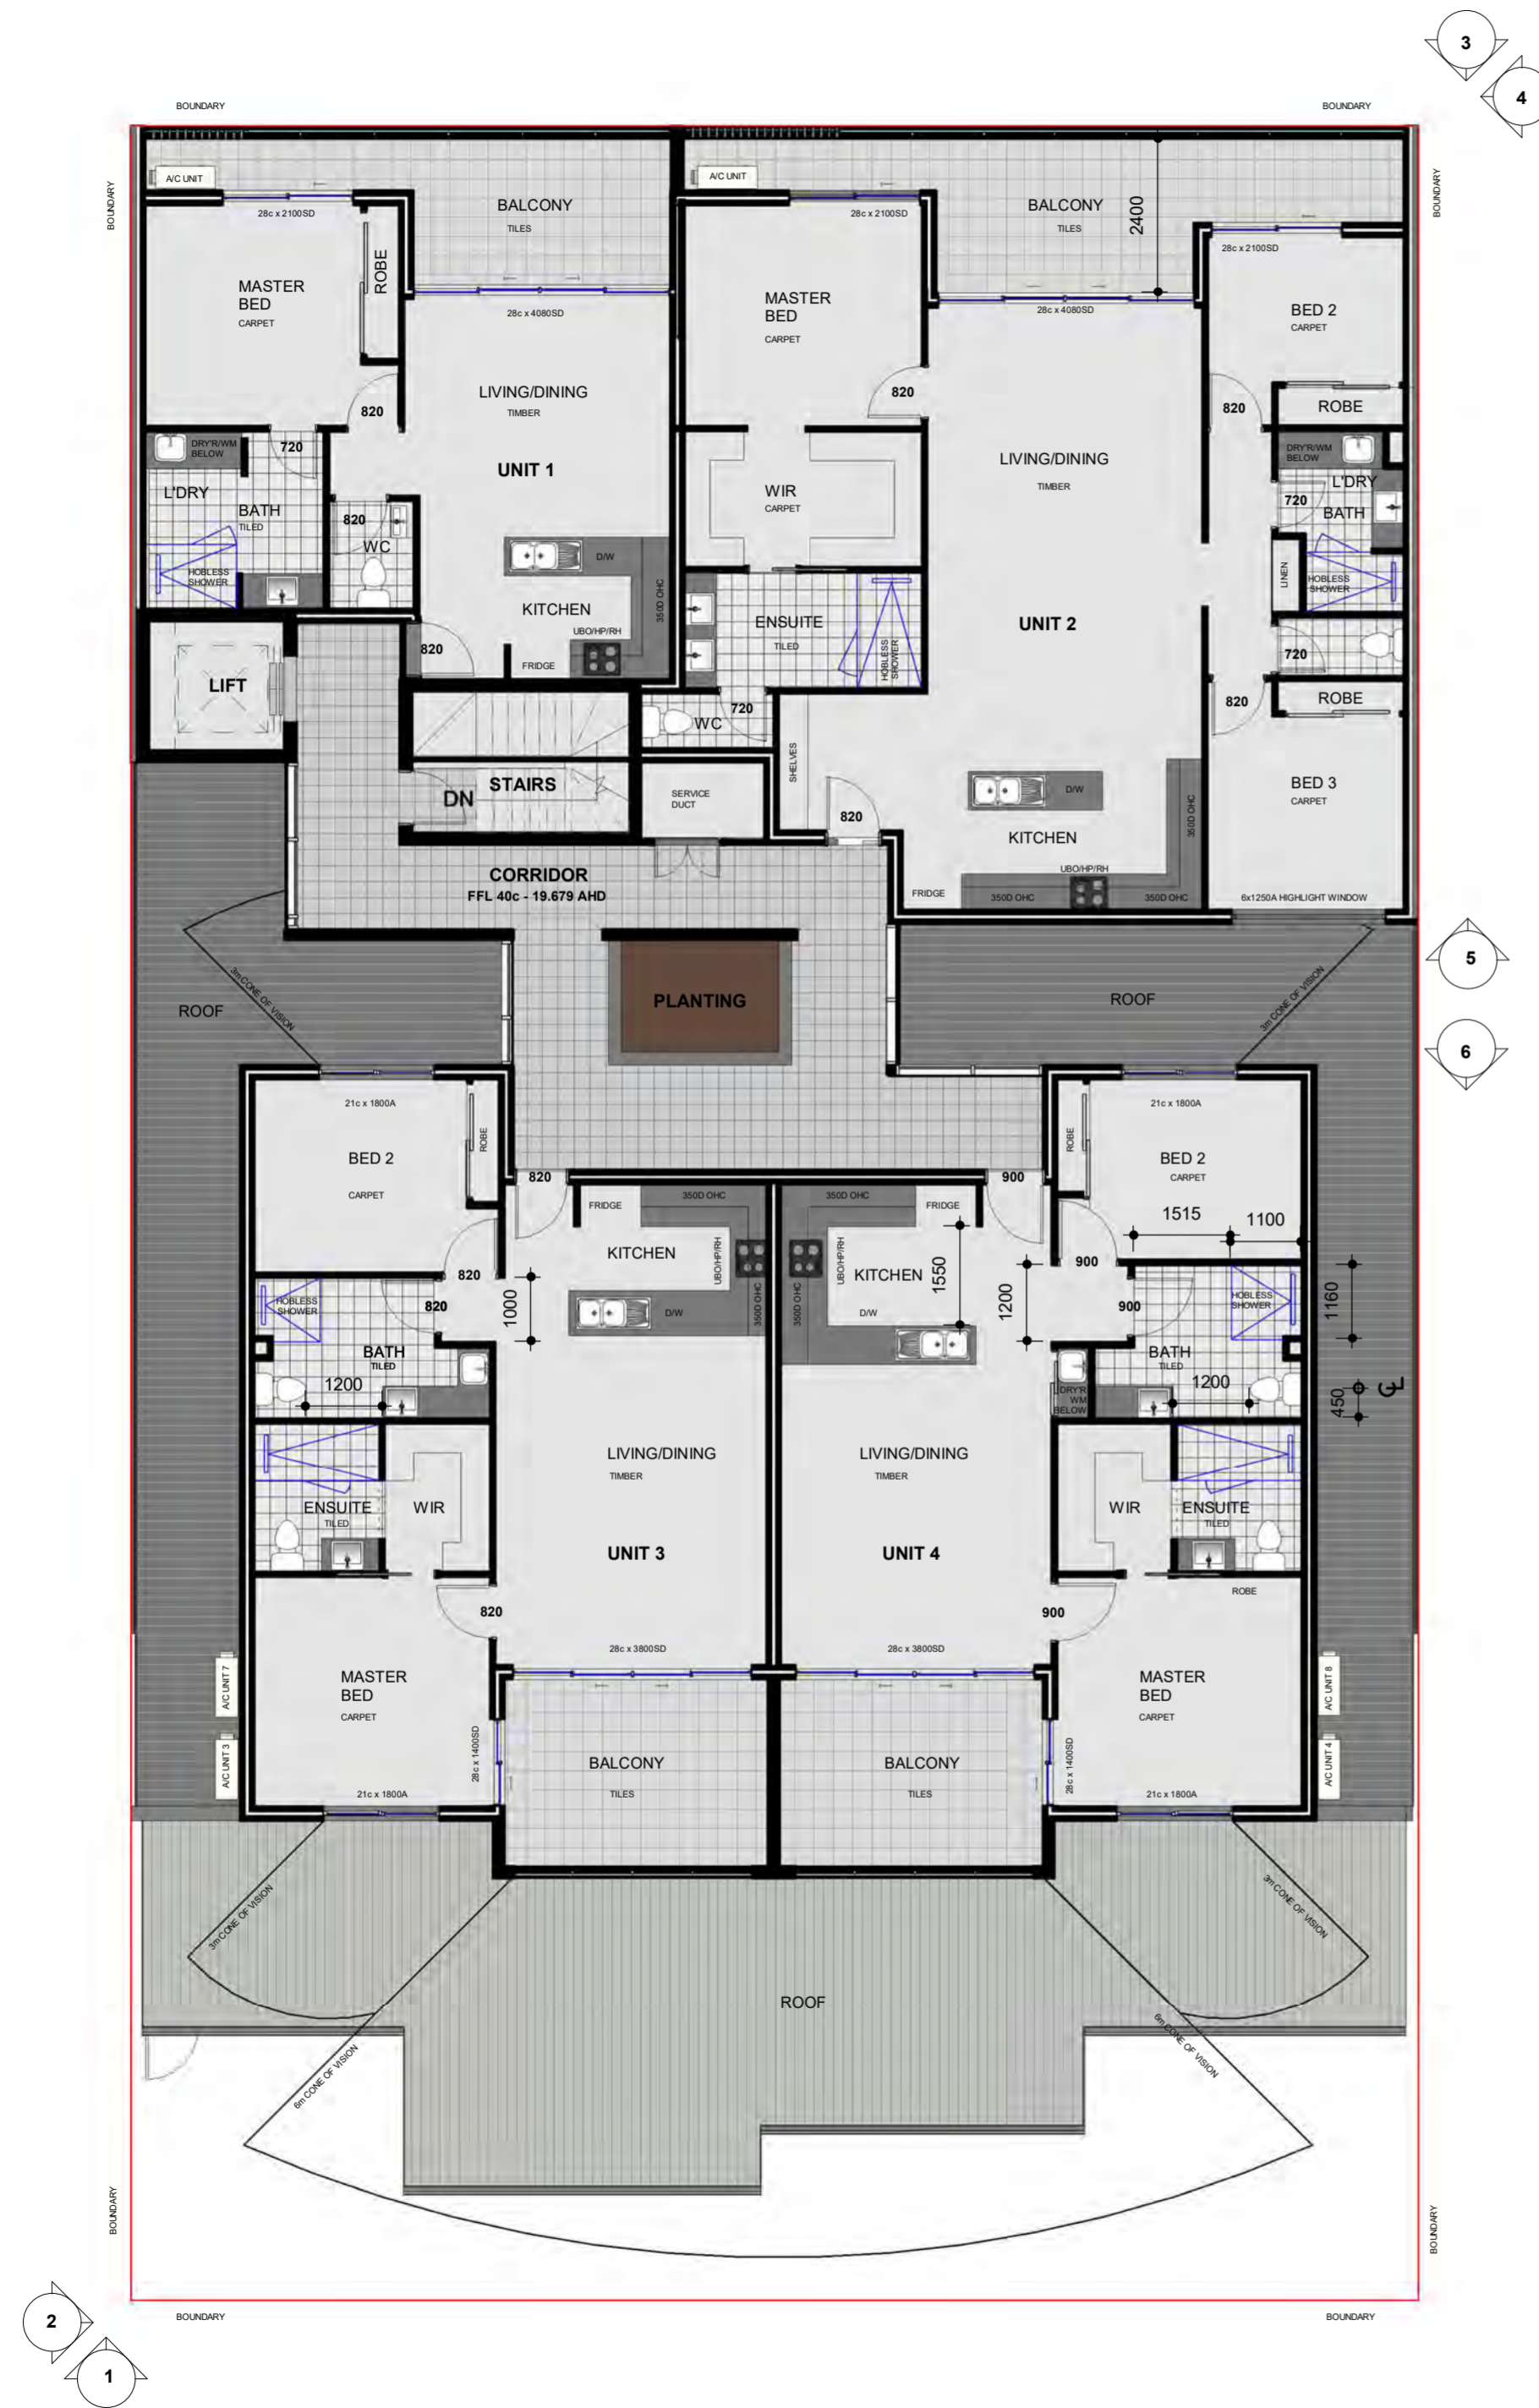 3
4
BOUNDARY
BOUNDARY
BOUNDARY
BOUNDARY
A/C UNIT
A/C UNIT
28c x 2100SD
BALCONY
TILES
28c x 2100SD
BALCONY
TILES
2400
28c x 2100SD
MASTER
BED
CARPET
ROBE
28c x 4080SD
MASTER
BED
CARPET
28c x 4080SD
BED 2
CARPET
LIVING/DINING
TIMBER
820
820
820
ROBE
DRY'R/WM
BELOW
720
L'DRY
BATH
TILED
UNIT 1
LIVING/DINING
TIMBER
WIR
CARPET
DRY'R/WM
BELOW
L'DRY
720
BATH
820
WC
HOBLESS
SHOWER
D/W
350D OHC
KITCHEN
UBO/HP/RH
FRIDGE
820
ENSUITE
TILED
HOBLESS
SHOWER
UNIT 2
LINEN
HOBLESS
SHOWER
720
LIFT
820
ROBE
WC
720
STAIRS
DN
SERVICE
DUCT
SHELVES
820
D/W
KITCHEN
350D OHC
UBO/HP/RH
FRIDGE
350D OHC
350D OHC
BED 3
CARPET
6x1250A HIGHLIGHT WINDOW
CORRIDOR
FFL 40c - 19.679 AHD
5
ROOF
3m CONE OF VISION
PLANTING
ROOF
3m CONE OF VISION
6
21c x 1800A
BED 2
CARPET
ROBE
21c x 1800A
BED 2
CARPET
ROBE
820
900
FRIDGE
350D OHC
350D OHC
FRIDGE
1515
1100
KITCHEN
UBO/HP/RH
UBO/HP/RH
KITCHEN
1550
820
900
HOBLESS
SHOWER
820
1000
D/W
350D OHC
350D OHC
D/W
1200
900
HOBLESS
SHOWER
1160
BATH
TILED
1200
BATH
TILED
1200
DRY'R
WM
BELOW
450
CL
LIVING/DINING
TIMBER
LIVING/DINING
TIMBER
ENSUITE
TILED
WIR
WIR
ENSUITE
TILED
UNIT 3
UNIT 4
820
900
ROBE
28c x 3800SD
28c x 3800SD
A/C UNIT 7
MASTER
BED
CARPET
MASTER
BED
CARPET
A/C UNIT 8
A/C UNIT 3
28c x 1400SD
BALCONY
TILES
BALCONY
TILES
28c x 1400SD
A/C UNIT 4
21c x 1800A
21c x 1800A
3m CONE OF VISION
3m CONE OF VISION
ROOF
6m CONE OF VISION
6m CONE OF VISION
BOUNDARY
BOUNDARY
BOUNDARY
BOUNDARY
2
1